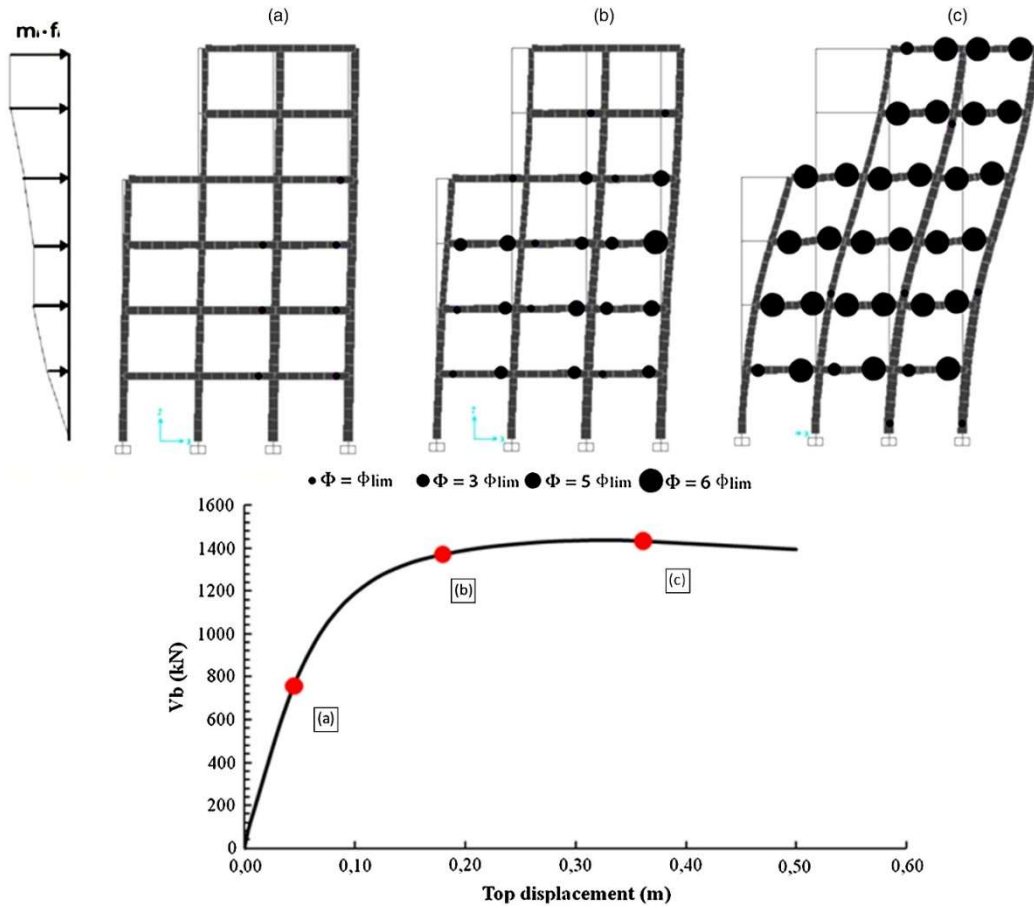 (a) (b) (c)
mᵢ·fᵢ
z x
z x
x
Φ = Φlim Φ = 3 Φlim Φ = 5 Φlim Φ = 6 Φlim
1600
1400
1200
1000
800
600
400
200
0
Vb (kN)
(a)
(b)
(c)
0,00 0,10 0,20 0,30 0,40 0,50 0,60
Top displacement (m)